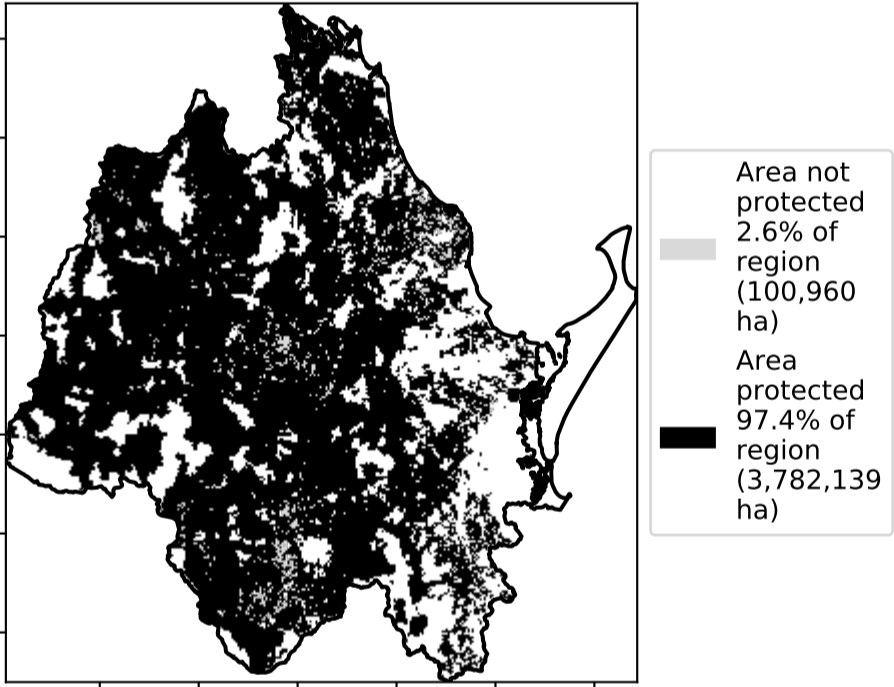 Area not
protected
2.6% of
region
(100,960
ha)
Area
protected
97.4% of
region
(3,782,139
ha)